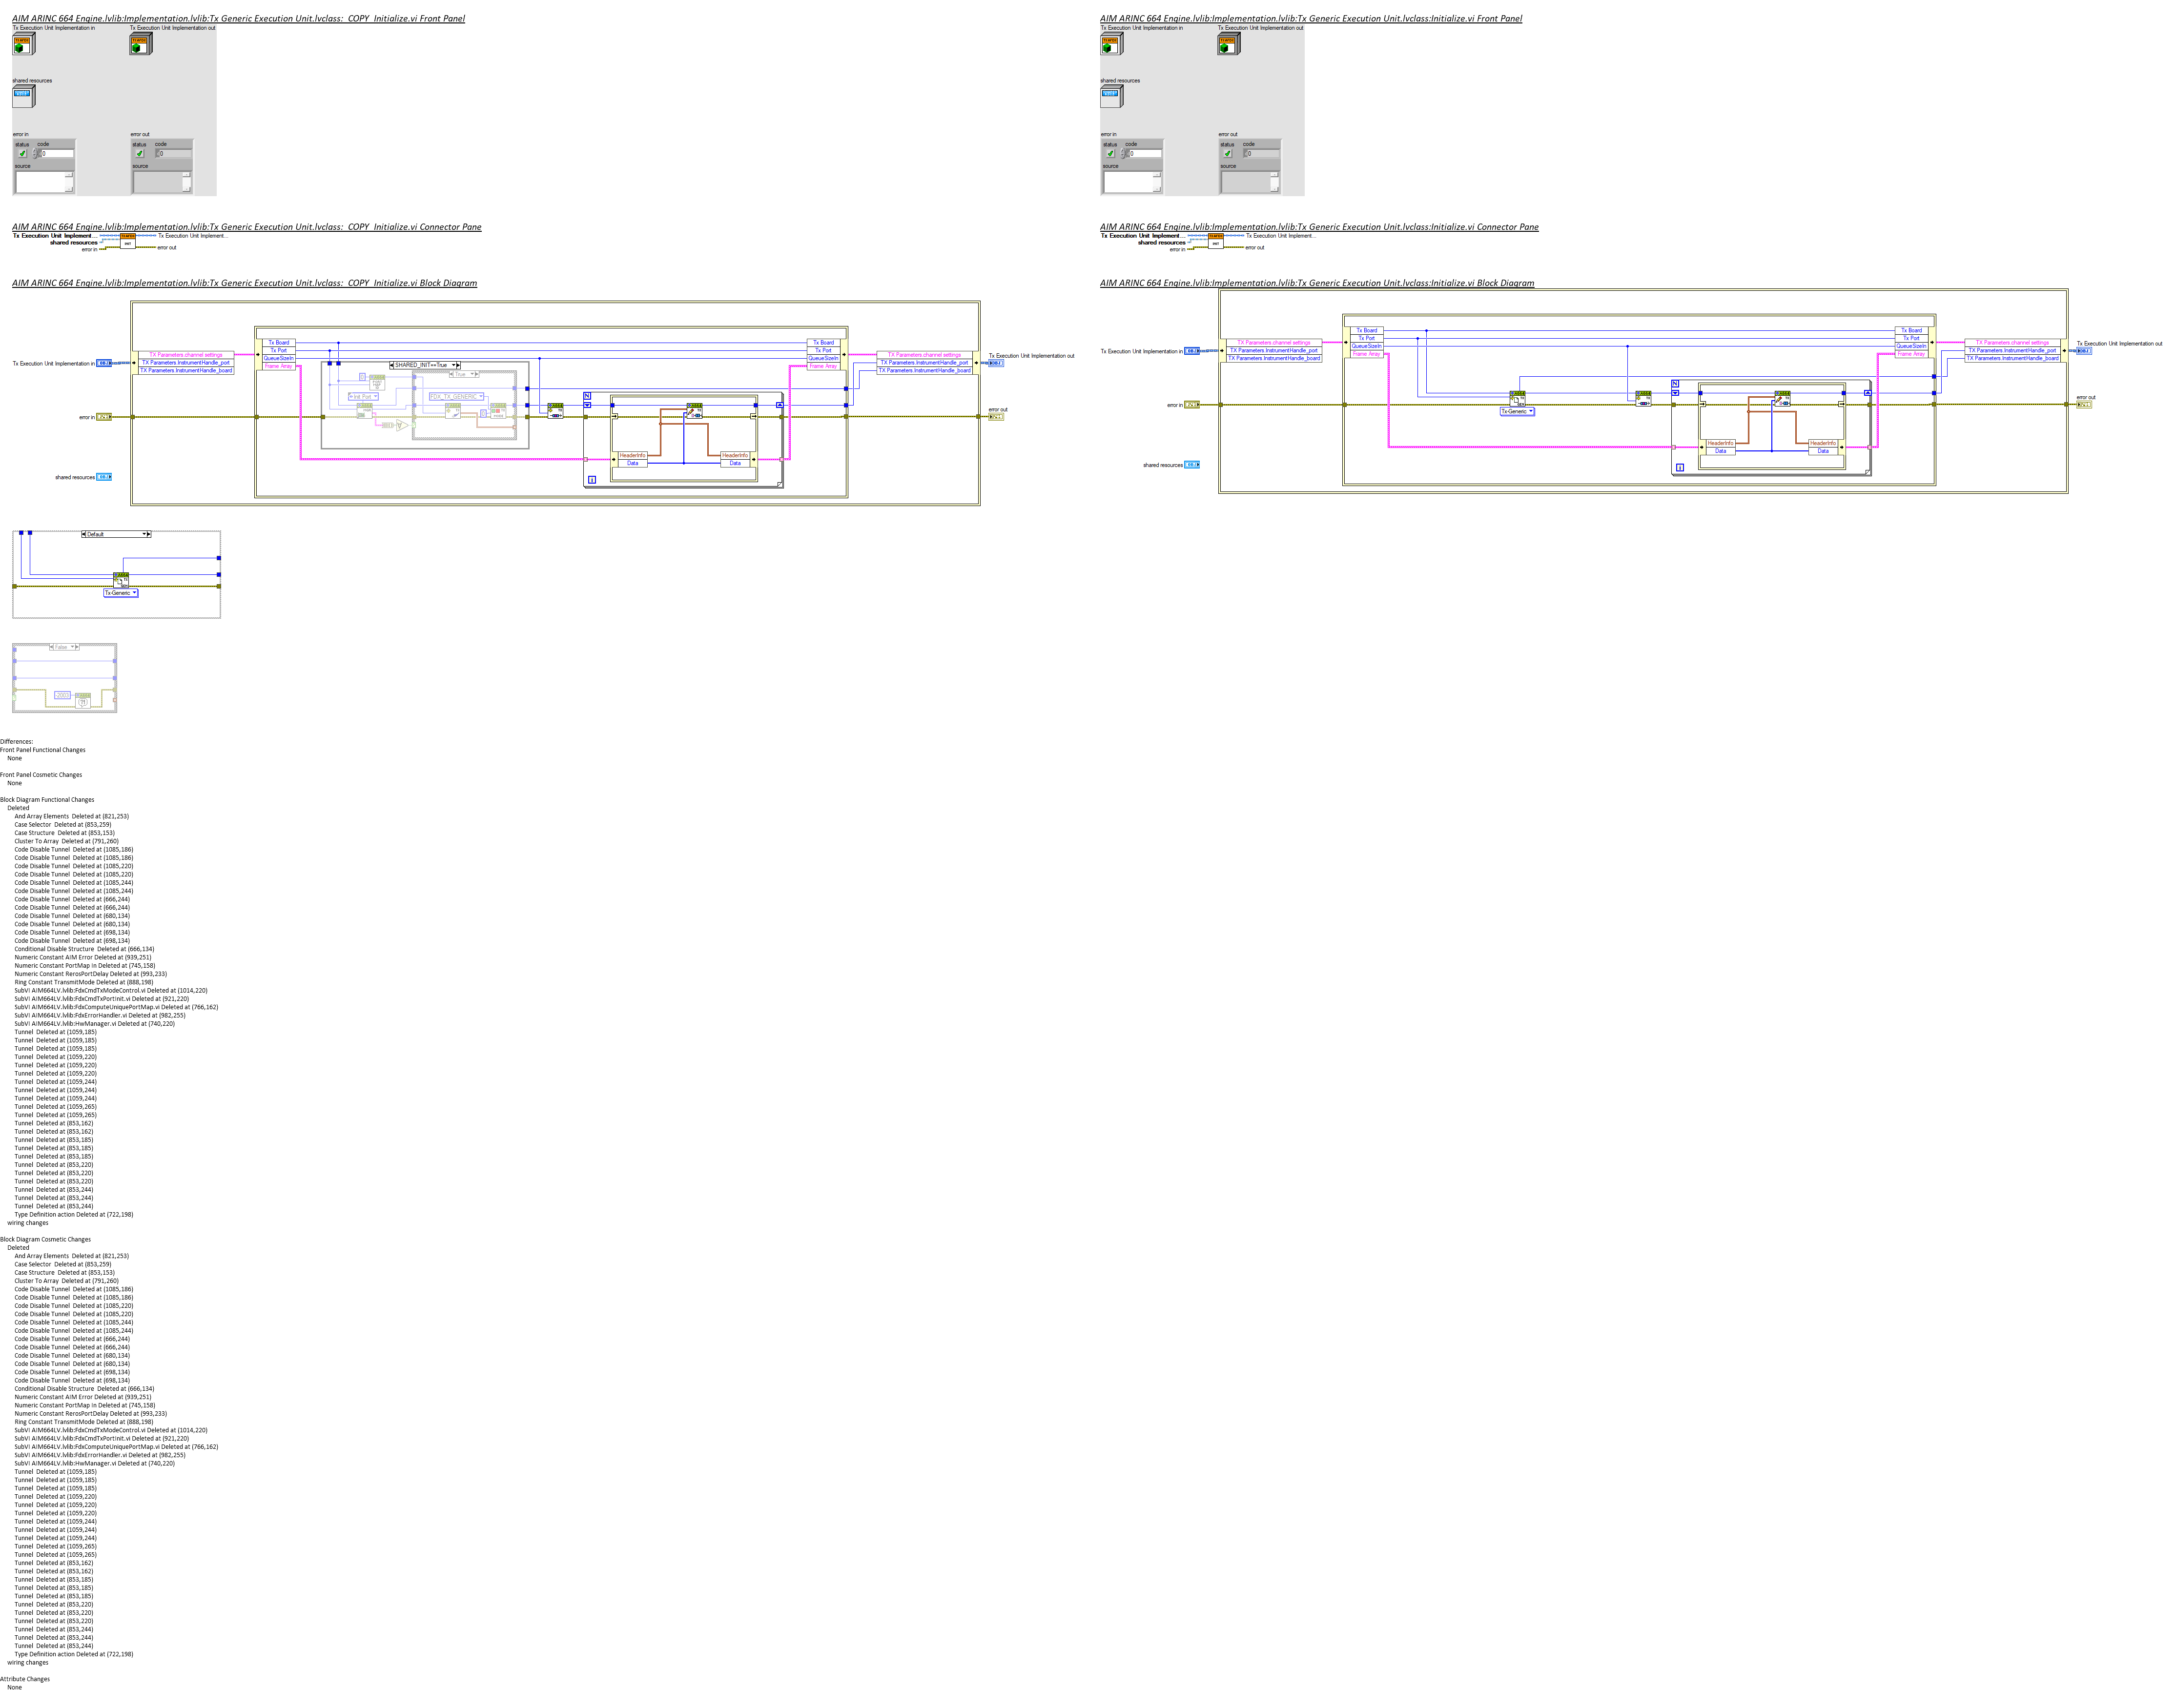 AIM ARINC 664 Engine.lvlib:Implementation.lvlib:Tx Generic Execution Unit.lvclass:_COPY_Initialize.vi Front Panel
Tx Execution Unit Implementation in
Tx Execution Unit Implementation out
shared resources
error in
error out
status
code
0
source
status
code
0
source
AIM ARINC 664 Engine.lvlib:Implementation.lvlib:Tx Generic Execution Unit.lvclass:_COPY_Initialize.vi Connector Pane
Tx Execution Unit Implement...
Tx Execution Unit Implement...
shared resources
error in
error out
AIM ARINC 664 Engine.lvlib:Implementation.lvlib:Tx Generic Execution Unit.lvclass:_COPY_Initialize.vi Block Diagram
Tx Execution Unit Implementation in
TX Parameters.channel settings
TX Parameters.InstrumentHandle_port
TX Parameters.InstrumentHandle_board
Tx Board
Tx Port
QueueSizeIn
Frame Array
SHARED_INIT==True
True
Init Port
FDX_TX_GENERIC
N
HeaderInfo
Data
HeaderInfo
Data
i
Tx Board
Tx Port
QueueSizeIn
Frame Array
TX Parameters.channel settings
TX Parameters.InstrumentHandle_port
TX Parameters.InstrumentHandle_board
Tx Execution Unit Implementation out
error in
error out
shared resources
Default
Tx-Generic
False
-2003
AIM ARINC 664 Engine.lvlib:Implementation.lvlib:Tx Generic Execution Unit.lvclass:Initialize.vi Front Panel
Tx Execution Unit Implementation in
Tx Execution Unit Implementation out
shared resources
error in
error out
status
code
0
source
status
code
0
source
AIM ARINC 664 Engine.lvlib:Implementation.lvlib:Tx Generic Execution Unit.lvclass:Initialize.vi Connector Pane
Tx Execution Unit Implement...
Tx Execution Unit Implement...
shared resources
error in
error out
AIM ARINC 664 Engine.lvlib:Implementation.lvlib:Tx Generic Execution Unit.lvclass:Initialize.vi Block Diagram
Tx Execution Unit Implementation in
TX Parameters.channel settings
TX Parameters.InstrumentHandle_port
TX Parameters.InstrumentHandle_board
Tx Board
Tx Port
QueueSizeIn
Frame Array
Tx-Generic
N
HeaderInfo
Data
HeaderInfo
Data
i
Tx Board
Tx Port
QueueSizeIn
Frame Array
TX Parameters.channel settings
TX Parameters.InstrumentHandle_port
TX Parameters.InstrumentHandle_board
Tx Execution Unit Implementation out
error in
error out
shared resources
Differences:
Front Panel Functional Changes
None
Front Panel Cosmetic Changes
None
Block Diagram Functional Changes
Deleted
And Array Elements  Deleted at (821,253)
Case Selector  Deleted at (853,259)
Case Structure  Deleted at (853,153)
Cluster To Array  Deleted at (791,260)
Code Disable Tunnel  Deleted at (1085,186)
Code Disable Tunnel  Deleted at (1085,186)
Code Disable Tunnel  Deleted at (1085,220)
Code Disable Tunnel  Deleted at (1085,220)
Code Disable Tunnel  Deleted at (1085,244)
Code Disable Tunnel  Deleted at (1085,244)
Code Disable Tunnel  Deleted at (666,244)
Code Disable Tunnel  Deleted at (666,244)
Code Disable Tunnel  Deleted at (680,134)
Code Disable Tunnel  Deleted at (680,134)
Code Disable Tunnel  Deleted at (698,134)
Code Disable Tunnel  Deleted at (698,134)
Conditional Disable Structure  Deleted at (666,134)
Numeric Constant AIM Error Deleted at (939,251)
Numeric Constant PortMap In Deleted at (745,158)
Numeric Constant RerosPortDelay Deleted at (993,233)
Ring Constant TransmitMode Deleted at (888,198)
SubVI AIM664LV.lvlib:FdxCmdTxModeControl.vi Deleted at (1014,220)
SubVI AIM664LV.lvlib:FdxCmdTxPortInit.vi Deleted at (921,220)
SubVI AIM664LV.lvlib:FdxComputeUniquePortMap.vi Deleted at (766,162)
SubVI AIM664LV.lvlib:FdxErrorHandler.vi Deleted at (982,255)
SubVI AIM664LV.lvlib:HwManager.vi Deleted at (740,220)
Tunnel  Deleted at (1059,185)
Tunnel  Deleted at (1059,185)
Tunnel  Deleted at (1059,185)
Tunnel  Deleted at (1059,220)
Tunnel  Deleted at (1059,220)
Tunnel  Deleted at (1059,220)
Tunnel  Deleted at (1059,244)
Tunnel  Deleted at (1059,244)
Tunnel  Deleted at (1059,244)
Tunnel  Deleted at (1059,265)
Tunnel  Deleted at (1059,265)
Tunnel  Deleted at (853,162)
Tunnel  Deleted at (853,162)
Tunnel  Deleted at (853,185)
Tunnel  Deleted at (853,185)
Tunnel  Deleted at (853,185)
Tunnel  Deleted at (853,220)
Tunnel  Deleted at (853,220)
Tunnel  Deleted at (853,220)
Tunnel  Deleted at (853,244)
Tunnel  Deleted at (853,244)
Tunnel  Deleted at (853,244)
Type Definition action Deleted at (722,198)
wiring changes
Block Diagram Cosmetic Changes
Deleted
And Array Elements  Deleted at (821,253)
Case Selector  Deleted at (853,259)
Case Structure  Deleted at (853,153)
Cluster To Array  Deleted at (791,260)
Code Disable Tunnel  Deleted at (1085,186)
Code Disable Tunnel  Deleted at (1085,186)
Code Disable Tunnel  Deleted at (1085,220)
Code Disable Tunnel  Deleted at (1085,220)
Code Disable Tunnel  Deleted at (1085,244)
Code Disable Tunnel  Deleted at (1085,244)
Code Disable Tunnel  Deleted at (666,244)
Code Disable Tunnel  Deleted at (666,244)
Code Disable Tunnel  Deleted at (680,134)
Code Disable Tunnel  Deleted at (680,134)
Code Disable Tunnel  Deleted at (698,134)
Code Disable Tunnel  Deleted at (698,134)
Conditional Disable Structure  Deleted at (666,134)
Numeric Constant AIM Error Deleted at (939,251)
Numeric Constant PortMap In Deleted at (745,158)
Numeric Constant RerosPortDelay Deleted at (993,233)
Ring Constant TransmitMode Deleted at (888,198)
SubVI AIM664LV.lvlib:FdxCmdTxModeControl.vi Deleted at (1014,220)
SubVI AIM664LV.lvlib:FdxCmdTxPortInit.vi Deleted at (921,220)
SubVI AIM664LV.lvlib:FdxComputeUniquePortMap.vi Deleted at (766,162)
SubVI AIM664LV.lvlib:FdxErrorHandler.vi Deleted at (982,255)
SubVI AIM664LV.lvlib:HwManager.vi Deleted at (740,220)
Tunnel  Deleted at (1059,185)
Tunnel  Deleted at (1059,185)
Tunnel  Deleted at (1059,185)
Tunnel  Deleted at (1059,220)
Tunnel  Deleted at (1059,220)
Tunnel  Deleted at (1059,220)
Tunnel  Deleted at (1059,244)
Tunnel  Deleted at (1059,244)
Tunnel  Deleted at (1059,244)
Tunnel  Deleted at (1059,265)
Tunnel  Deleted at (1059,265)
Tunnel  Deleted at (853,162)
Tunnel  Deleted at (853,162)
Tunnel  Deleted at (853,185)
Tunnel  Deleted at (853,185)
Tunnel  Deleted at (853,185)
Tunnel  Deleted at (853,220)
Tunnel  Deleted at (853,220)
Tunnel  Deleted at (853,220)
Tunnel  Deleted at (853,244)
Tunnel  Deleted at (853,244)
Tunnel  Deleted at (853,244)
Type Definition action Deleted at (722,198)
wiring changes
Attribute Changes
None